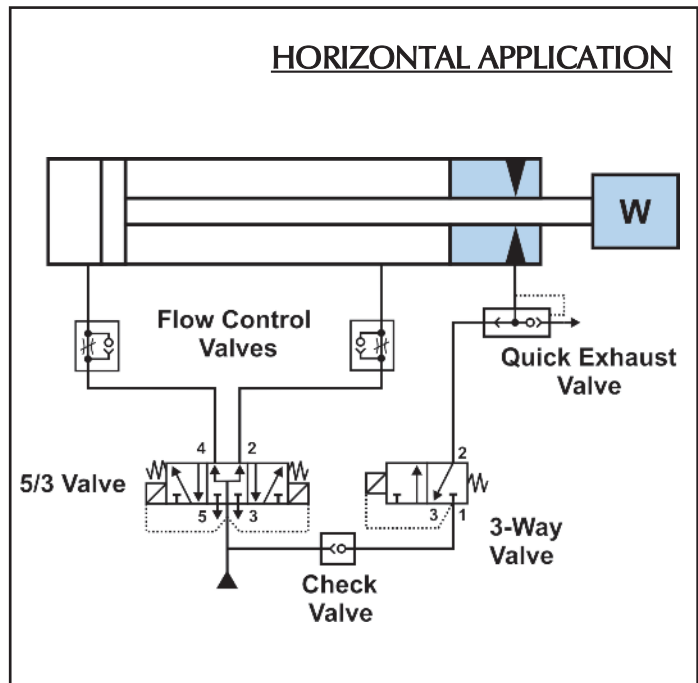 HORIZONTAL APPLICATION
W
Flow Control
Valves
Quick Exhaust
Valve
4 2
5/3 Valve
5 3
2
3 1
3-Way
Valve
Check
Valve